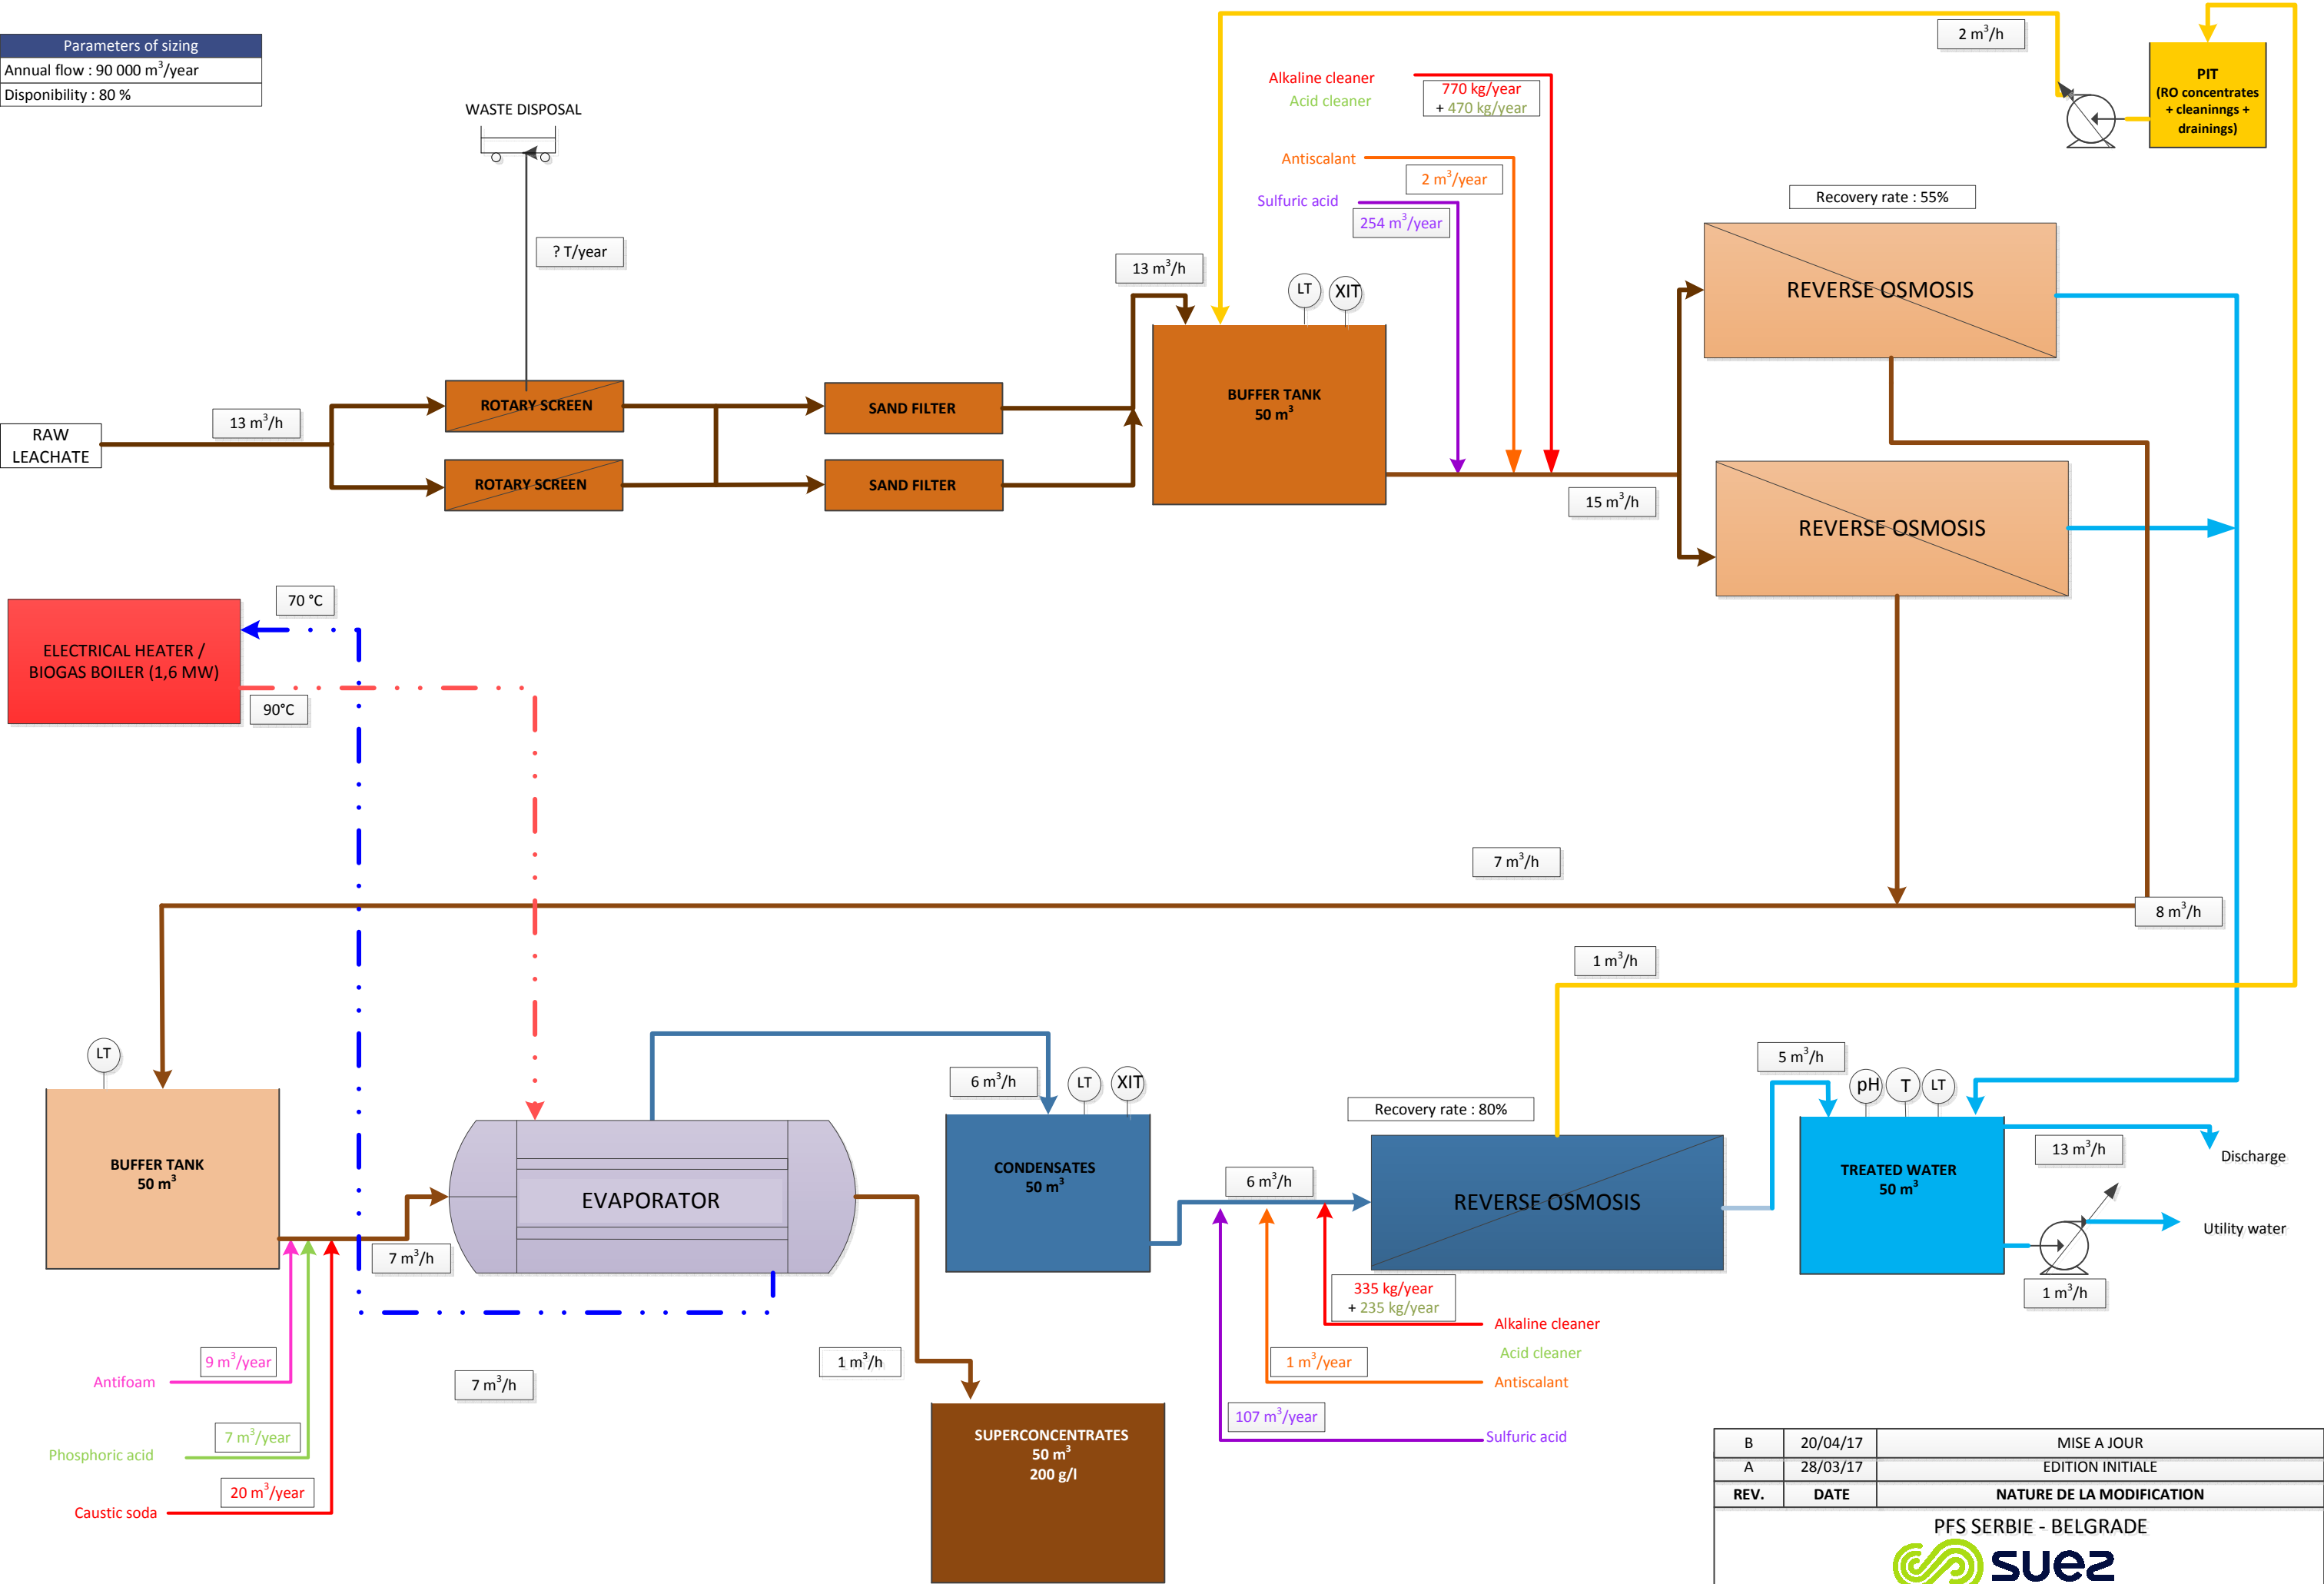 Parameters of sizing
Annual flow : 90 000 m³/year
Disponibility : 80 %
WASTE DISPOSAL
? T/year
RAW
LEACHATE
13 m³/h
ROTARY SCREEN
ROTARY SCREEN
SAND FILTER
SAND FILTER
13 m³/h
BUFFER TANK
50 m³
LT
XIT
Alkaline cleaner
Acid cleaner
770 kg/year
+ 470 kg/year
Antiscalant
2 m³/year
Sulfuric acid
254 m³/year
15 m³/h
2 m³/h
PIT
(RO concentrates
+ cleaninngs +
drainings)
Recovery rate : 55%
REVERSE OSMOSIS
REVERSE OSMOSIS
70 °C
ELECTRICAL HEATER /
BIOGAS BOILER (1,6 MW)
90°C
7 m³/h
8 m³/h
1 m³/h
LT
BUFFER TANK
50 m³
7 m³/h
Antifoam
9 m³/year
Phosphoric acid
7 m³/year
Caustic soda
20 m³/year
EVAPORATOR
7 m³/h
1 m³/h
SUPERCONCENTRATES
50 m³
200 g/l
6 m³/h
LT
XIT
CONDENSATES
50 m³
6 m³/h
Recovery rate : 80%
REVERSE OSMOSIS
335 kg/year
+ 235 kg/year
Alkaline cleaner
Acid cleaner
1 m³/year
Antiscalant
107 m³/year
Sulfuric acid
5 m³/h
pH
T
LT
TREATED WATER
50 m³
13 m³/h
Discharge
Utility water
1 m³/h
B 20/04/17 MISE A JOUR
A 28/03/17 EDITION INITIALE
REV. DATE NATURE DE LA MODIFICATION
PFS SERBIE - BELGRADE
suez